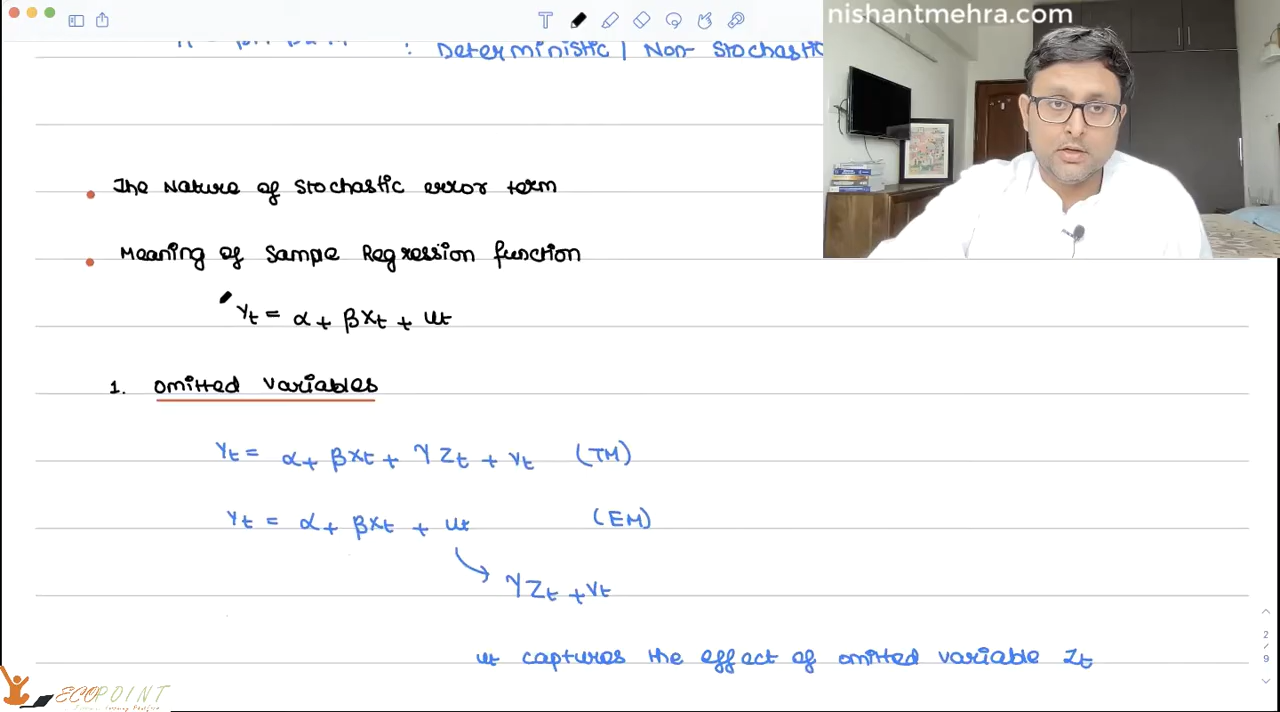 nishantmehra.com
: Deterministic | Non- Stochastic
The Nature of Stochastic error term
Meaning of Sample Regression function
Yt = α + βXt + ut
1. Omitted Variables
Yt = α + βXt + γZt + vt (TM)
Yt = α + βXt + ut (EM)
γZt + vt
ut captures the effect of omitted variable Zt
2
/
9
ECOPOINT